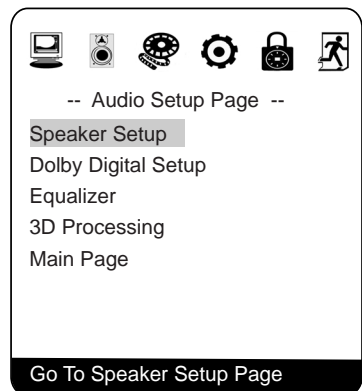 -- Audio Setup Page --
Speaker Setup
Dolby Digital Setup
Equalizer
3D Processing
Main Page
Go To Speaker Setup Page